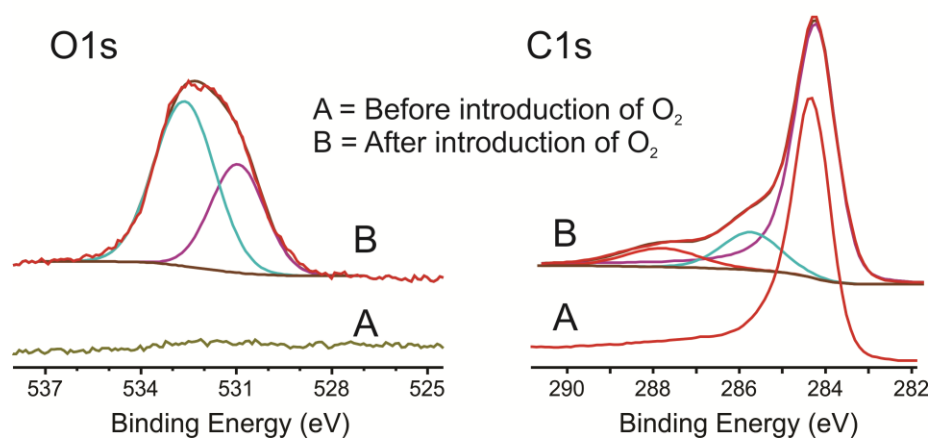 O1s
C1s
A = Before introduction of O₂
B = After introduction of O₂
B
A
B
A
537 534 531 528 525
290 288 286 284 282
Binding Energy (eV)
Binding Energy (eV)